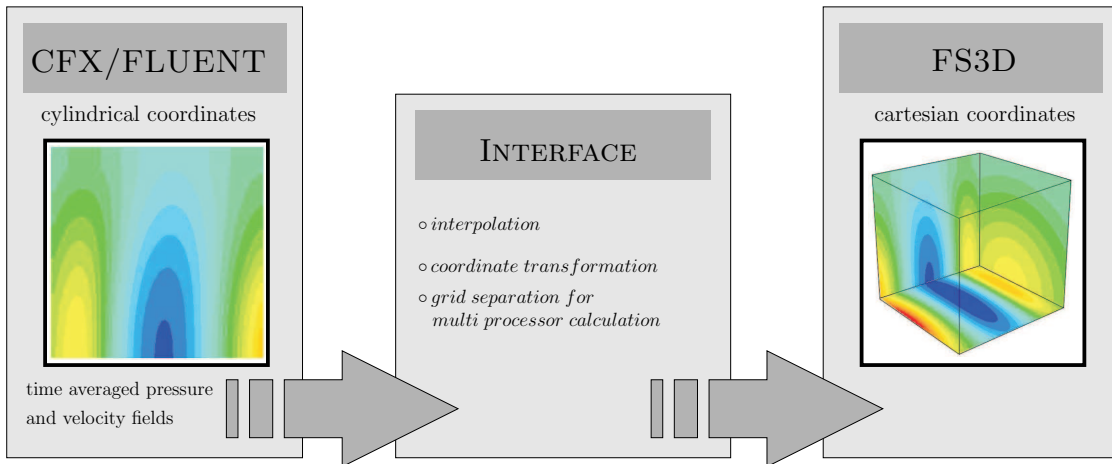 CFX/FLUENT
cylindrical coordinates
time averaged pressure
and velocity fields
INTERFACE
○ interpolation
○ coordinate transformation
○ grid separation for
multi processor calculation
FS3D
cartesian coordinates